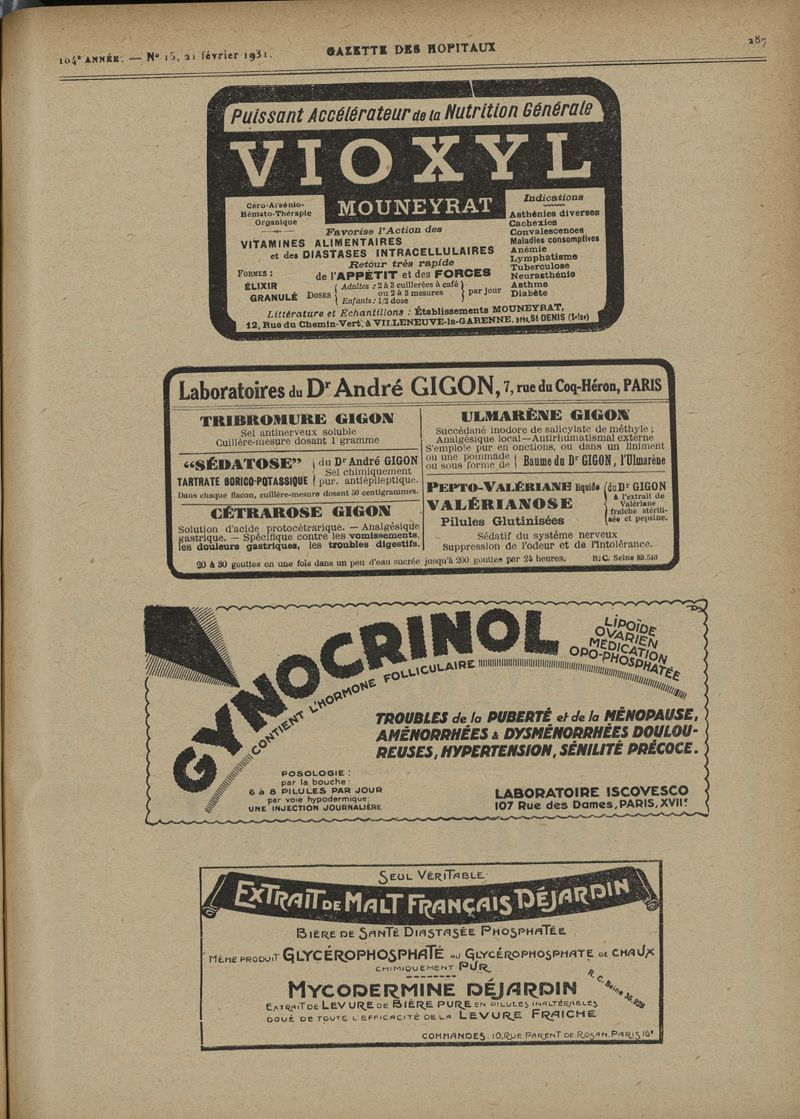 104e ANNÉE. — No 15, 21 février 1931.
GAZETTE DES HOPITAUX
287
Puissant Accélérateur de la Nutrition Générale
VIOXYL
MOUNEYRAT
Céro-Arsénio-
Hémato-Thérapie
Organique
Favorise l'Action des
VITAMINES ALIMENTAIRES
et des DIASTASES INTRACELLULAIRES
Retour très rapide
de l'APPÉTIT et des FORCES
FORMES :
ÉLIXIR
GRANULÉ
DOSES
Adultes : 2 à 3 cuillerées à café
ou 2 à 3 mesures
Enfants : 1/2 dose
par jour
Indications
Asthénies diverses
Cachexies
Convalescences
Maladies consomptives
Anémie
Lymphatisme
Tuberculose
Neurasthénie
Asthme
Diabète
Littérature et Échantillons : Établissements MOUNEYRAT,
12, Rue du Chemin-Vert, à VILLENEUVE-la-GARENNE, près St-DENIS (Seine)
Laboratoires du Dr André GIGON, 7, rue du Coq-Héron, PARIS
TRIBROMURE GIGON
Sel antinerveux soluble
Cuillère-mesure dosant 1 gramme
“SÉDATOSE” du Dr André GIGON
TARTRATE BORICO-POTASSIQUE
Sel chimiquement
pur, antiépileptique.
Dans chaque flacon, cuillère-mesure dosant 50 centigrammes.
CÉTRAROSE GIGON
Solution d'acide protocétrarique. — Analgésique
gastrique. — Spécifique contre les vomissements,
les douleurs gastriques, les troubles digestifs.
ULMARÈNE GIGON
Succédané inodore de salicylate de méthyle ;
Analgésique local — Antirhumatismal externe
S'emploie pur en onctions, ou dans un liniment
ou une pommade
ou sous forme de
Baume du Dr GIGON, l'Ulmarène
PEPTO-VALÉRIANE liquide du Dr GIGON
VALÉRIANOSE
Pilules Glutinisées
à l'extrait de
Valériane
fraîche stérili-
sée et pepsine.
Sédatif du système nerveux
Suppression de l'odeur et de l'intolérance.
20 à 30 gouttes en une fois dans un peu d'eau sucrée jusqu'à 200 gouttes par 24 heures. R. C. Seine 89.540
GYNOCRINOL
CONTIENT L'HORMONE FOLLICULAIRE
LIPOÏDE
OVARIEN
MÉDICATION
OPO-PHOSPHATÉE
TROUBLES de la PUBERTÉ et de la MÉNOPAUSE,
AMÉNORRHÉES & DYSMÉNORRHÉES DOULOU-
REUSES, HYPERTENSION, SÉNILITÉ PRÉCOCE.
POSOLOGIE :
par la bouche
6 à 8 PILULES PAR JOUR
par voie hypodermique:
UNE INJECTION JOURNALIÈRE
LABORATOIRE ISCOVESCO
107 Rue des Dames, PARIS, XVIIe
SEUL VÉRITABLE
EXTRAIT DE MALT FRANÇAIS DÉJARDIN
BIÈRE DE SANTÉ DIASTASÉE PHOSPHATÉE
MÊME PRODUIT GLYCÉROPHOSPHATÉ AU GLYCÉROPHOSPHATE DE CHAUX
CHIMIQUEMENT PUR
MYCODERMINE DÉJARDIN
EXTRAIT DE LEVURE DE BIÈRE PURE EN PILULES INALTÉRABLES
DOUÉ DE TOUTE L'EFFICACITÉ DE LA LEVURE FRAICHE
R. C. Seine
COMMANDES. 10, RUE PARENT DE ROSAN. PARIS 16e